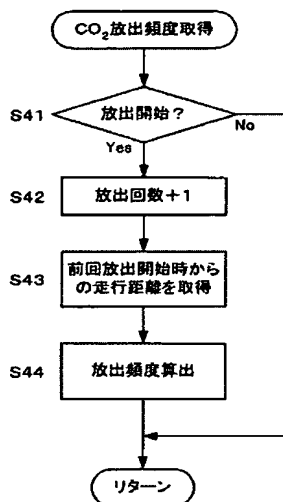 CO₂放出頻度取得
S41
放出開始？
No
Yes
S42
放出回数＋1
S43
前回放出開始時から
の走行距離を取得
S44
放出頻度算出
リターン